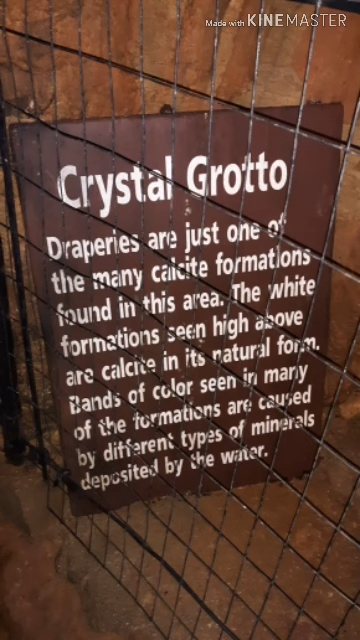 Made with KINEMASTER
Crystal Grotto
Draperies are just one of
the many calcite formations
found in this area. The white
formations seen high above
are calcite in its natural form.
Bands of color seen in many
of the formations are caused
by different types of minerals
deposited by the water.